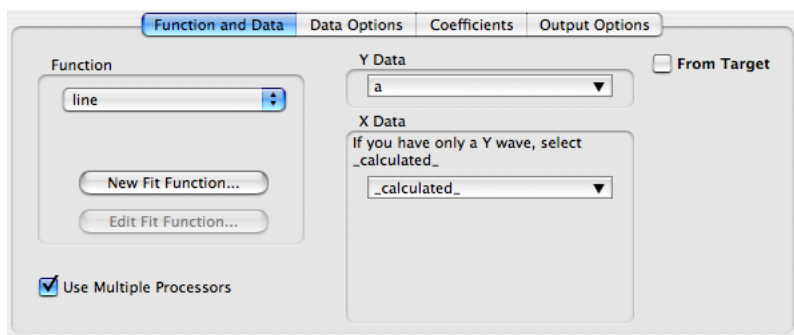 Function and Data
Data Options
Coefficients
Output Options
Function
line
New Fit Function...
Edit Fit Function...
Use Multiple Processors
Y Data
a
X Data
If you have only a Y wave, select
_calculated_
_calculated_
From Target